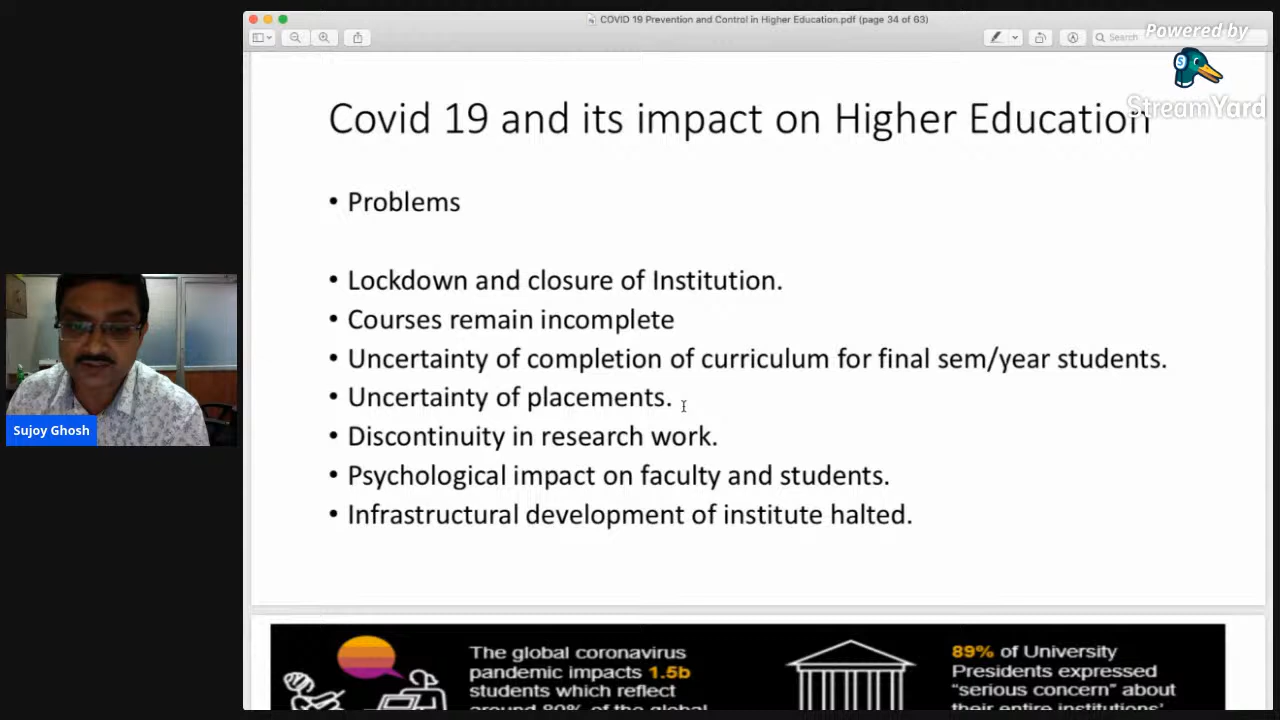 COVID 19 Prevention and Control in Higher Education.pdf (page 34 of 63)
Search
Powered by
S
StreamYard
Covid 19 and its impact on Higher Education
• Problems
• Lockdown and closure of Institution.
• Courses remain incomplete
• Uncertainty of completion of curriculum for final sem/year students.
• Uncertainty of placements.
• Discontinuity in research work.
• Psychological impact on faculty and students.
• Infrastructural development of institute halted.
Sujoy Ghosh
The global coronavirus
pandemic impacts 1.5b
students which reflect
around 80% of the global
89% of University
Presidents expressed
"serious concern" about
their entire institutions'